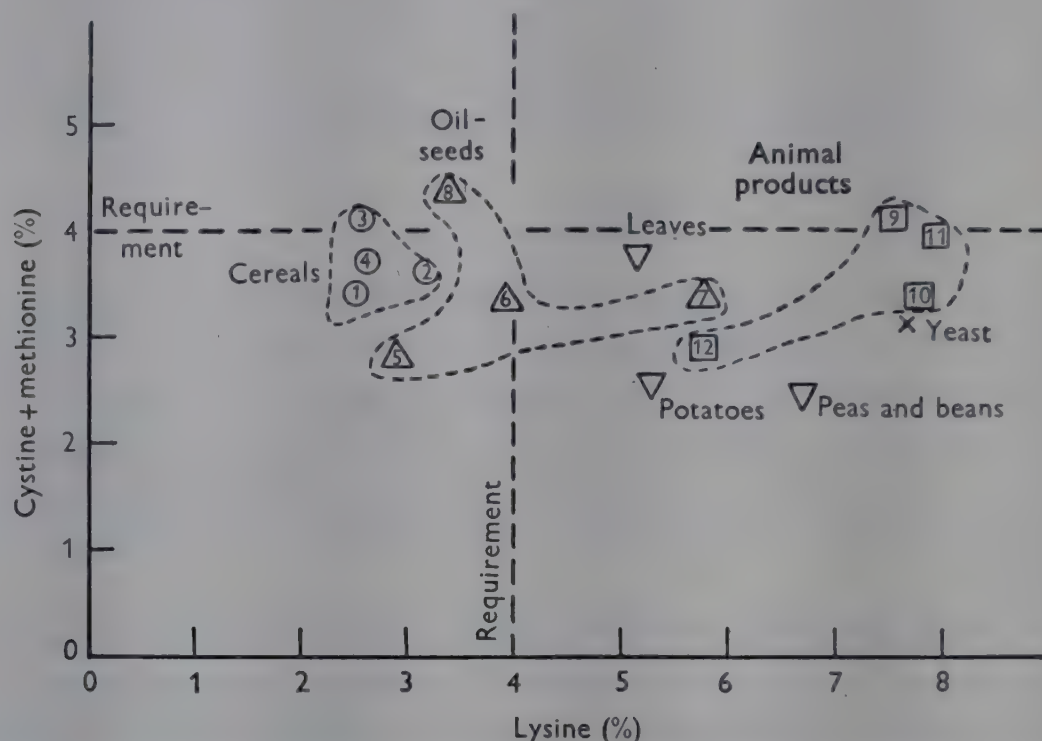 Oil-
seeds
Animal
products
Require-
ment
Leaves
Cereals
Yeast
Potatoes
Peas and beans
Requirement
Cystine + methionine (%)
5
4
3
2
1
0
0 1 2 3 4 5 6 7 8
Lysine (%)
8
3
4
2
1
6
5
7
9
11
10
12